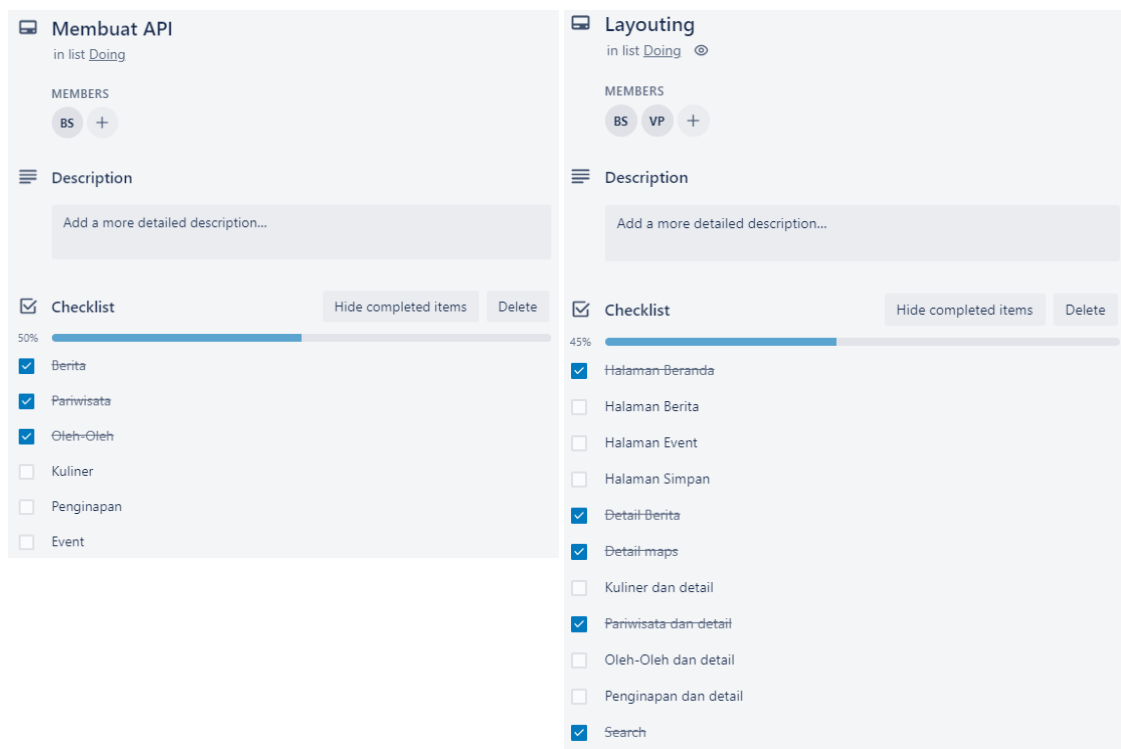 Membuat API
in list Doing
MEMBERS
BS +
Description
Add a more detailed description...
Checklist Hide completed items Delete
50%
Berita
Pariwisata
Oleh-Oleh
Kuliner
Penginapan
Event
Layouting
in list Doing
MEMBERS
BS VP +
Description
Add a more detailed description...
Checklist Hide completed items Delete
45%
Halaman Beranda
Halaman Berita
Halaman Event
Halaman Simpan
Detail Berita
Detail maps
Kuliner dan detail
Pariwisata dan detail
Oleh-Oleh dan detail
Penginapan dan detail
Search